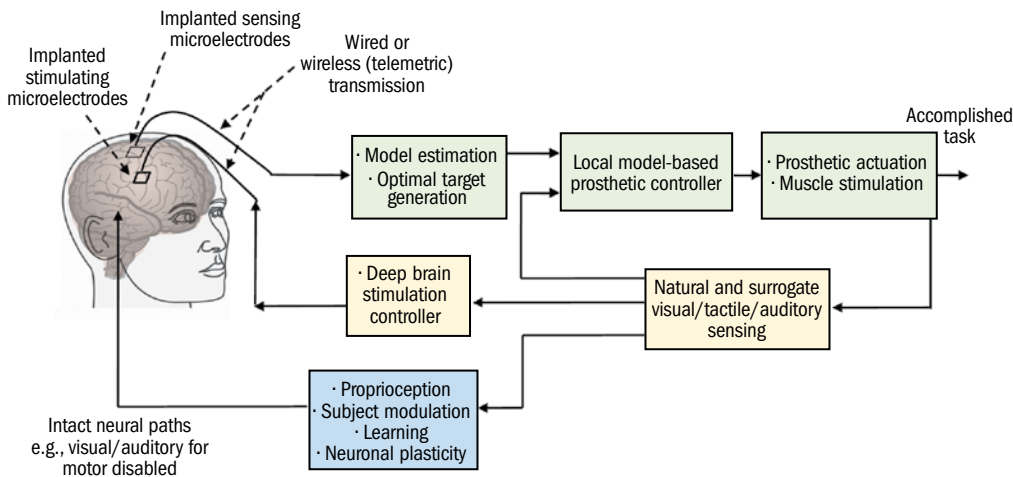 Implanted sensing
microelectrodes
Implanted
stimulating
microelectrodes
Wired or
wireless (telemetric)
transmission
Accomplished
task
· Model estimation
· Optimal target
generation
Local model-based
prosthetic controller
· Prosthetic actuation
· Muscle stimulation
· Deep brain
stimulation
controller
Natural and surrogate
visual/tactile/auditory
sensing
· Proprioception
· Subject modulation
· Learning
· Neuronal plasticity
Intact neural paths
e.g., visual/auditory for
motor disabled